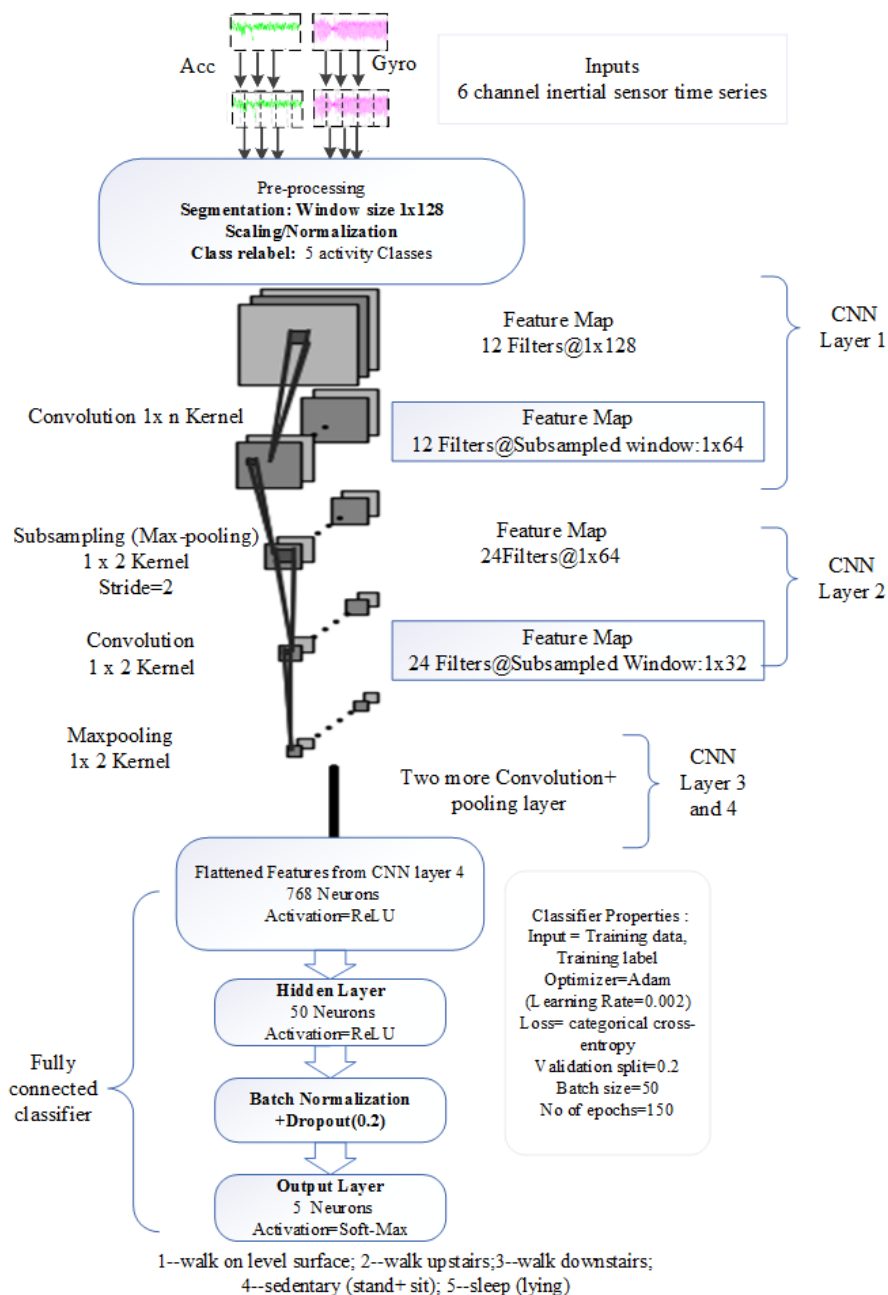 Acc
Gyro
Inputs
6 channel inertial sensor time series
Pre-processing
Segmentation: Window size 1x128
Scaling/Normalization
Class relabel: 5 activity Classes
Feature Map
12 Filters@1x128
CNN
Layer 1
Convolution 1x n Kernel
Feature Map
12 Filters@Subsampled window:1x64
Subsampling (Max-pooling)
1 x 2 Kernel
Stride=2
Feature Map
24Filters@1x64
CNN
Layer 2
Convolution
1 x 2 Kernel
Feature Map
24 Filters@Subsampled Window:1x32
Maxpooling
1x 2 Kernel
Two more Convolution+
pooling layer
CNN
Layer 3
and 4
Flattened Features from CNN layer 4
768 Neurons
Activation=ReLU
Hidden Layer
50 Neurons
Activation=ReLU
Batch Normalization
+Dropout(0.2)
Output Layer
5 Neurons
Activation=Soft-Max
Fully
connected
classifier
Classifier Properties :
Input = Training data,
Training label
Optimizer=Adam
(Learning Rate=0.002)
Loss= categorical cross-
entropy
Validation split=0.2
Batch size=50
No of epochs=150
1--walk on level surface; 2--walk upstairs;3--walk downstairs;
4--sedentary (stand+ sit); 5--sleep (lying)